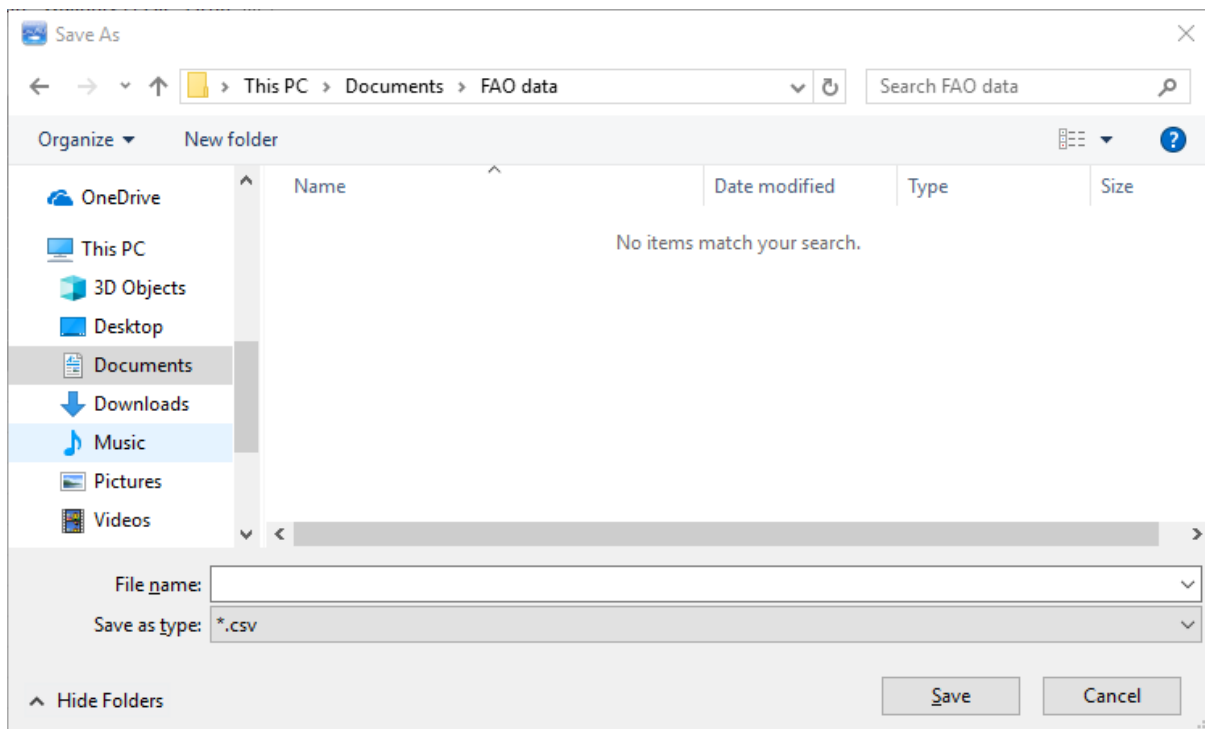 Save As
This PC > Documents > FAO data
Search FAO data
Organize New folder
Name Date modified Type Size
No items match your search.
OneDrive
This PC
3D Objects
Desktop
Documents
Downloads
Music
Pictures
Videos
File name:
Save as type: *.csv
Hide Folders Save Cancel